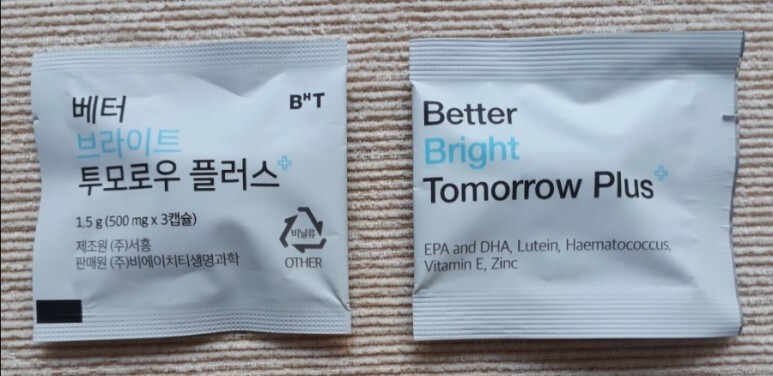 베터
브라이트
투모로우 플러스+
BHT
1.5 g (500 mg x 3캡슐)
제조원 (주)서흥
판매원 (주)비에이치티생명과학
비닐류
OTHER
Better
Bright
Tomorrow Plus+
EPA and DHA, Lutein, Haematococcus,
Vitamin E, Zinc